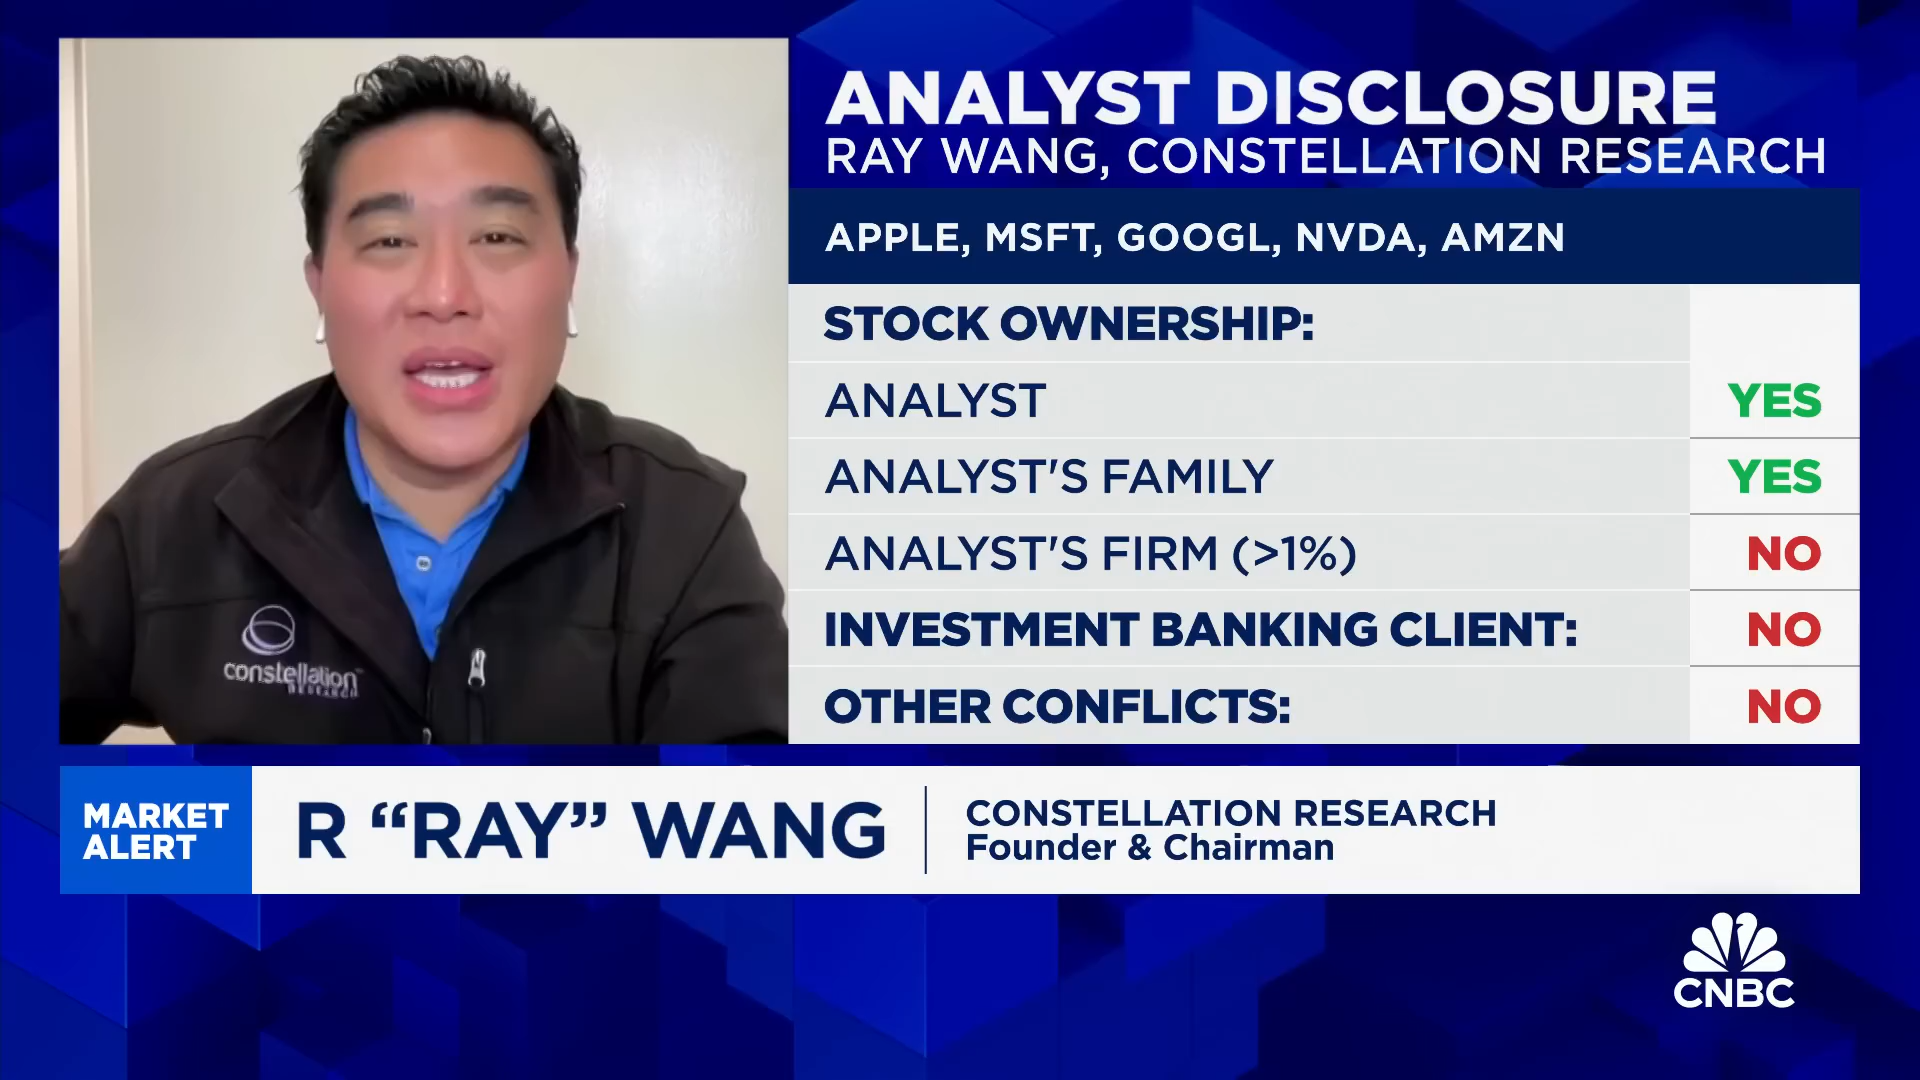 ANALYST DISCLOSURE
RAY WANG, CONSTELLATION RESEARCH
APPLE, MSFT, GOOGL, NVDA, AMZN
STOCK OWNERSHIP:
ANALYST YES
ANALYST'S FAMILY YES
ANALYST'S FIRM (>1%) NO
INVESTMENT BANKING CLIENT: NO
OTHER CONFLICTS: NO
constellation™
RESEARCH
MARKET
ALERT
R “RAY” WANG
CONSTELLATION RESEARCH
Founder & Chairman
CNBC